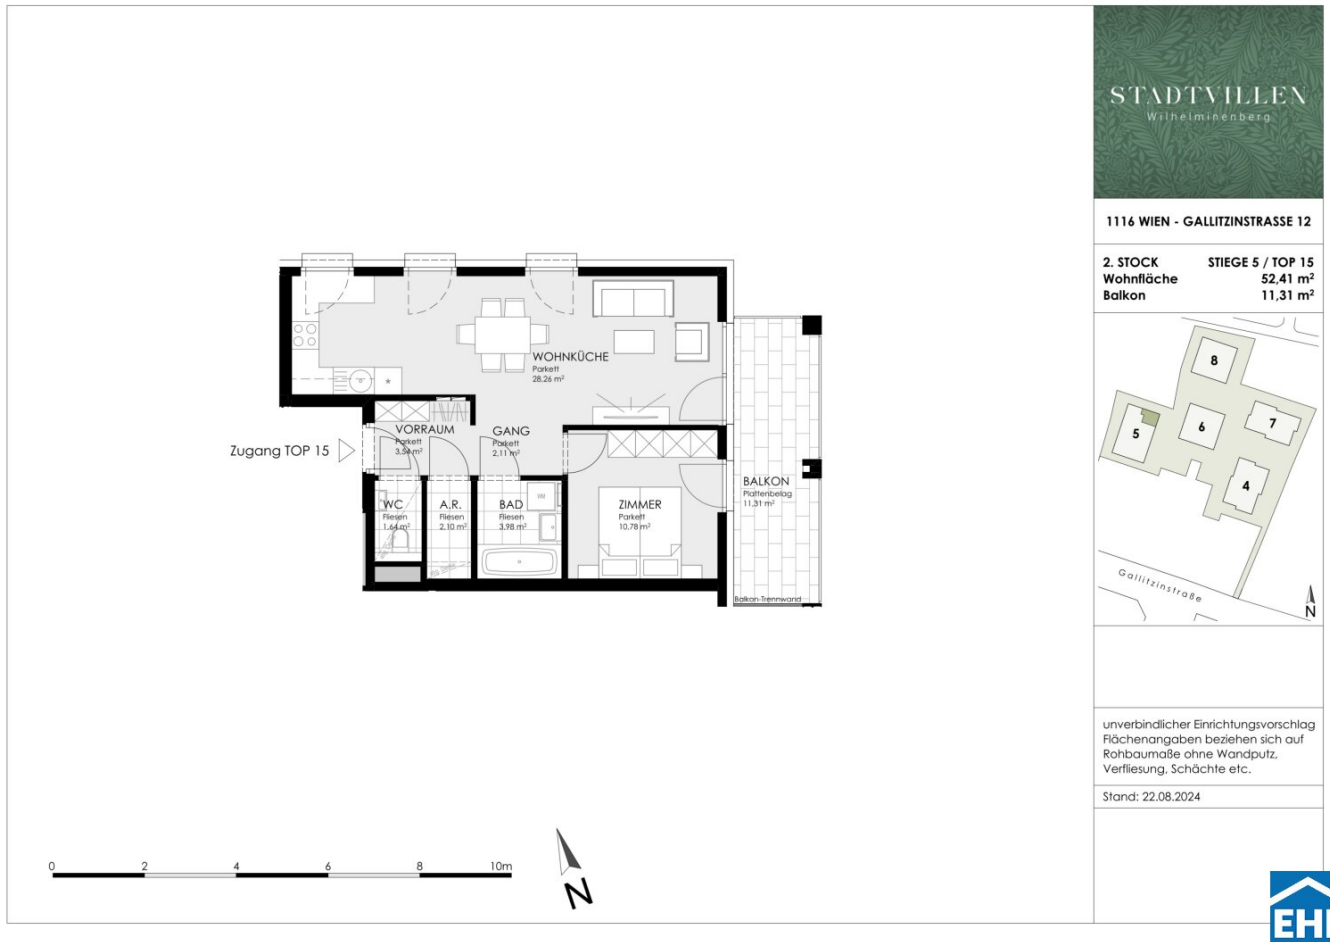 STADTVILLEN
Wilhelminenberg
1116 WIEN - GALLITZINSTRASSE 12
2. STOCK STIEGE 5 / TOP 15
Wohnfläche 52,41 m²
Balkon 11,31 m²
8
5
6
7
4
Gallitzinstraße
N
unverbindlicher Einrichtungsvorschlag
Flächenangaben beziehen sich auf
Rohbaumaße ohne Wandputz,
Verfliesung, Schächte etc.
Stand: 22.08.2024
WOHNKÜCHE
Parkett
28,26 m²
VORRAUM
Parkett
3,54 m²
GANG
Parkett
2,11 m²
Zugang TOP 15
WC
Fliesen
1,64 m²
A.R.
Fliesen
2,10 m²
BAD
Fliesen
3,98 m²
ZIMMER
Parkett
10,78 m²
BALKON
Plattenbelag
11,31 m²
Balkon-Trennwand
0 2 4 6 8 10m
N
EHL